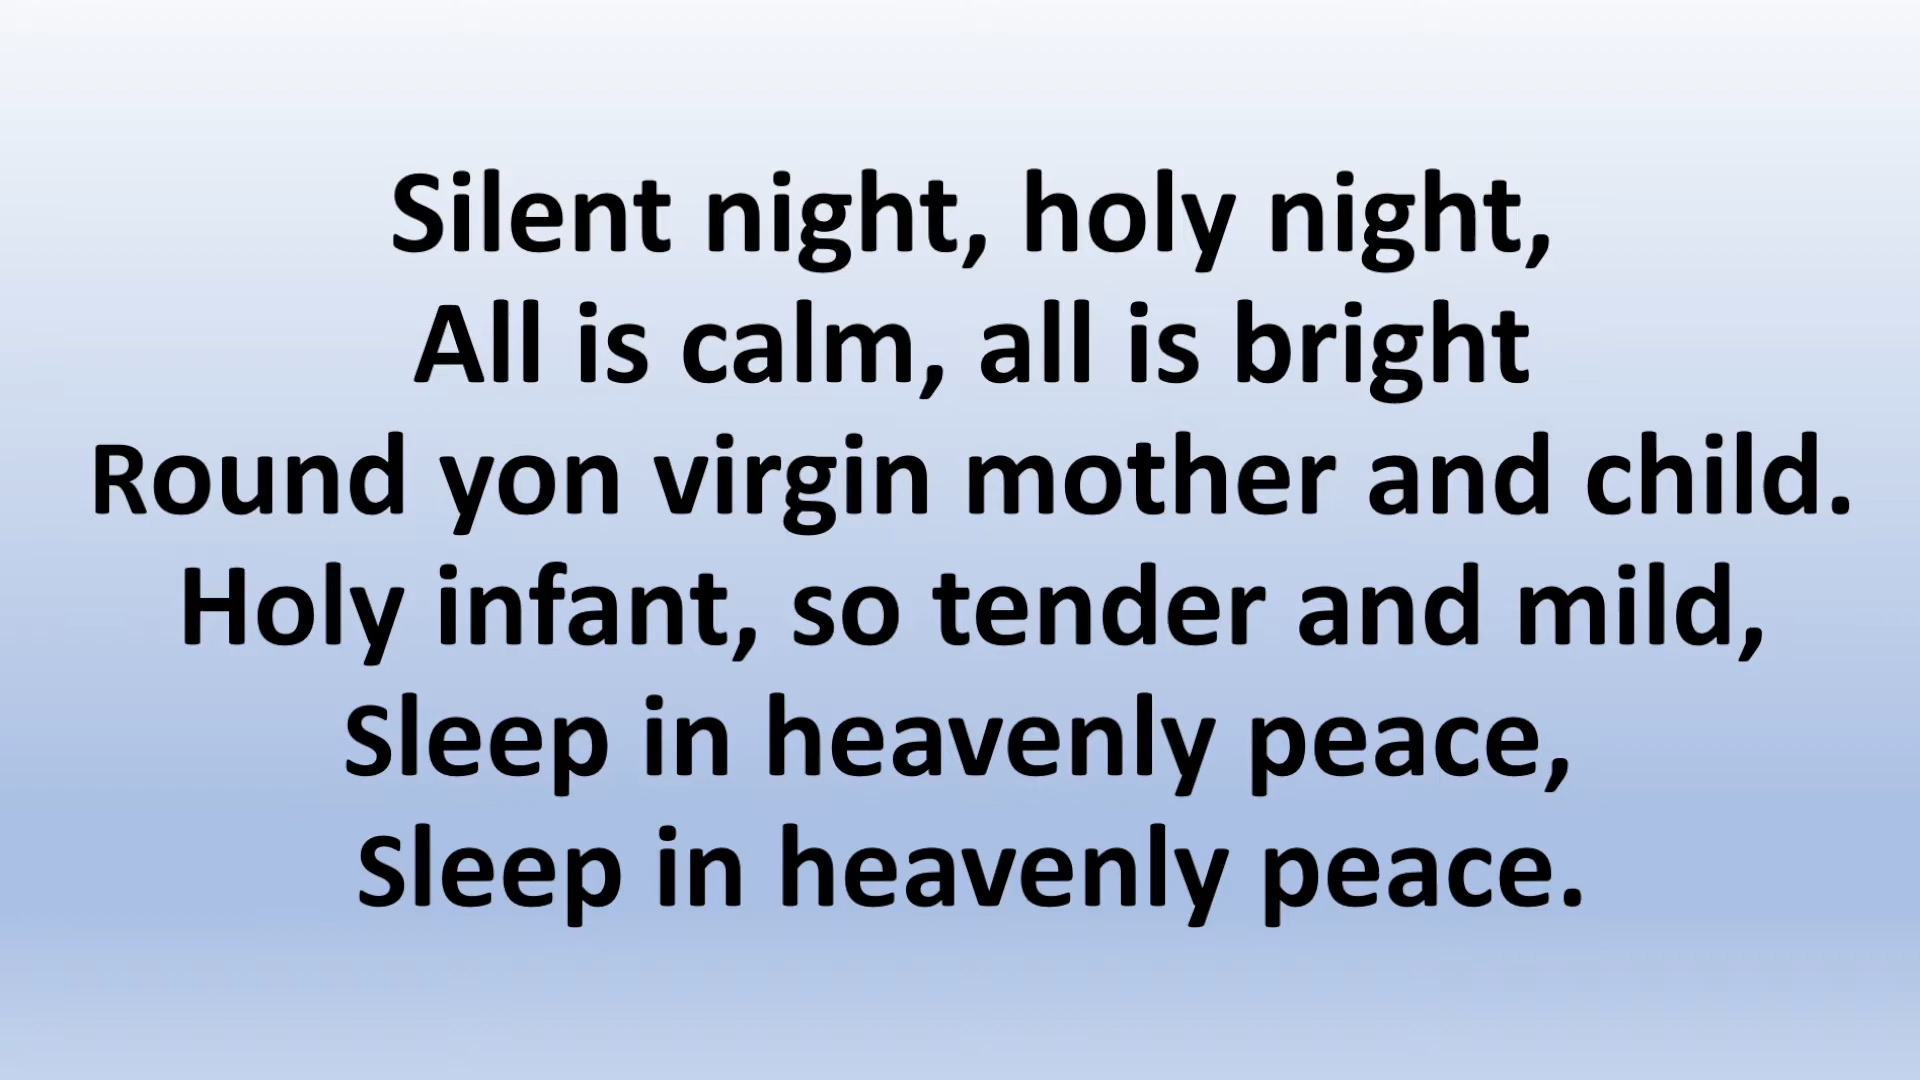 Silent night, holy night,
All is calm, all is bright
Round yon virgin mother and child.
Holy infant, so tender and mild,
Sleep in heavenly peace,
Sleep in heavenly peace.